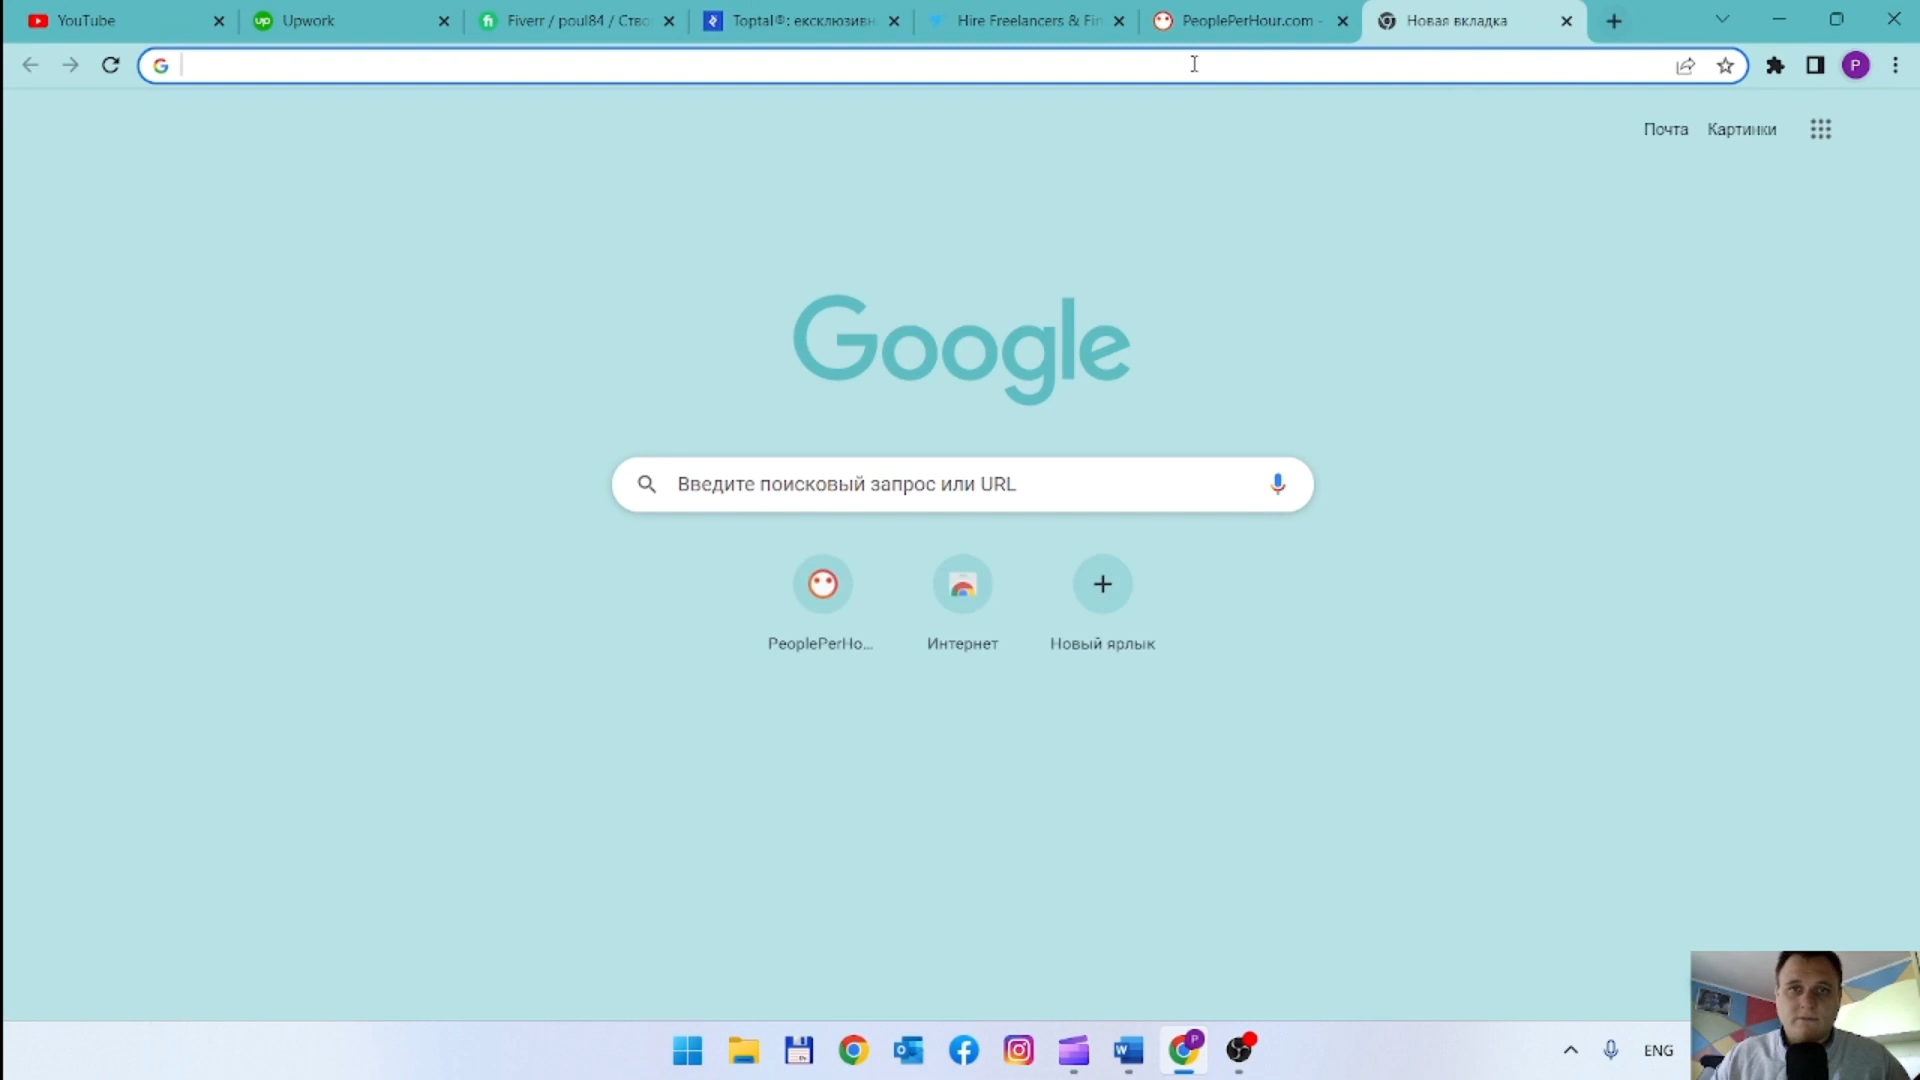 YouTube
Upwork
Fiverr / poul84 / Ство
Toptal®: ексклюзивн
Hire Freelancers & Fin
PeoplePerHour.com -
Новая вкладка
Почта
Картинки
Google
Введите поисковый запрос или URL
PeoplePerHo...
Интернет
Новый ярлык
ENG